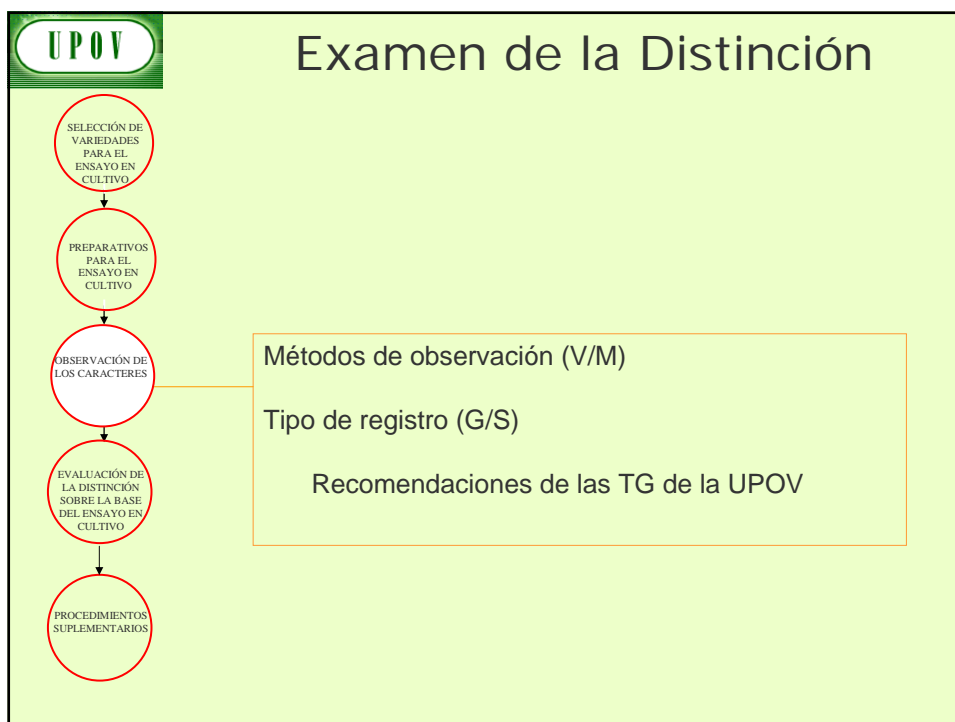 UPOV
Examen de la Distinción
SELECCIÓN DE
VARIEDADES
PARA EL
ENSAYO EN
CULTIVO
PREPARATIVOS
PARA EL
ENSAYO EN
CULTIVO
OBSERVACIÓN DE
LOS CARACTERES
Métodos de observación (V/M)
Tipo de registro (G/S)
Recomendaciones de las TG de la UPOV
EVALUACIÓN DE
LA DISTINCIÓN
SOBRE LA BASE
DEL ENSAYO EN
CULTIVO
PROCEDIMIENTOS
SUPLEMENTARIOS